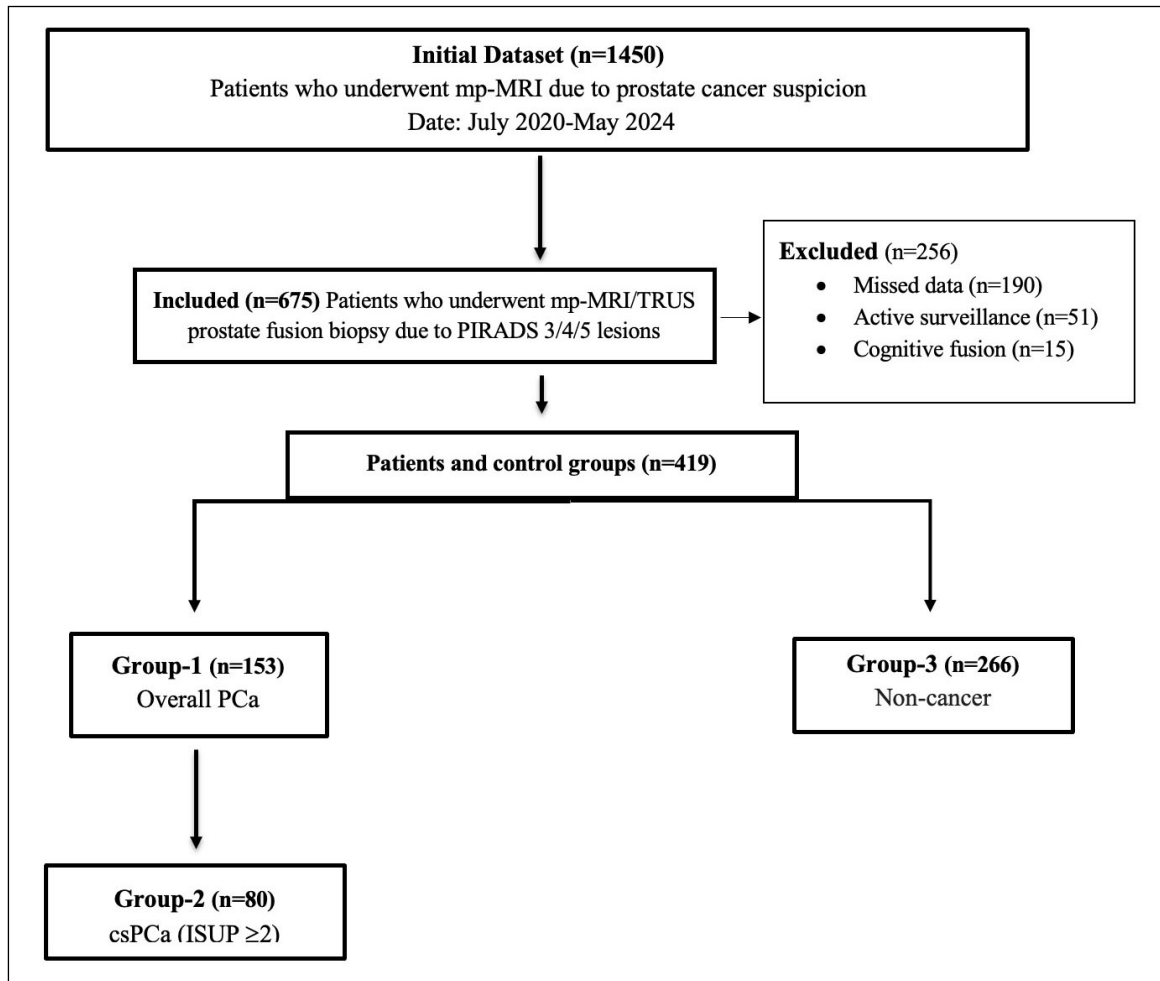 Initial Dataset (n=1450)
Patients who underwent mp-MRI due to prostate cancer suspicion
Date: July 2020-May 2024
Included (n=675) Patients who underwent mp-MRI/TRUS
prostate fusion biopsy due to PIRADS 3/4/5 lesions
Excluded (n=256)
• Missed data (n=190)
• Active surveillance (n=51)
• Cognitive fusion (n=15)
Patients and control groups (n=419)
Group-1 (n=153)
Overall PCa
Group-3 (n=266)
Non-cancer
Group-2 (n=80)
csPCa (ISUP ≥2)